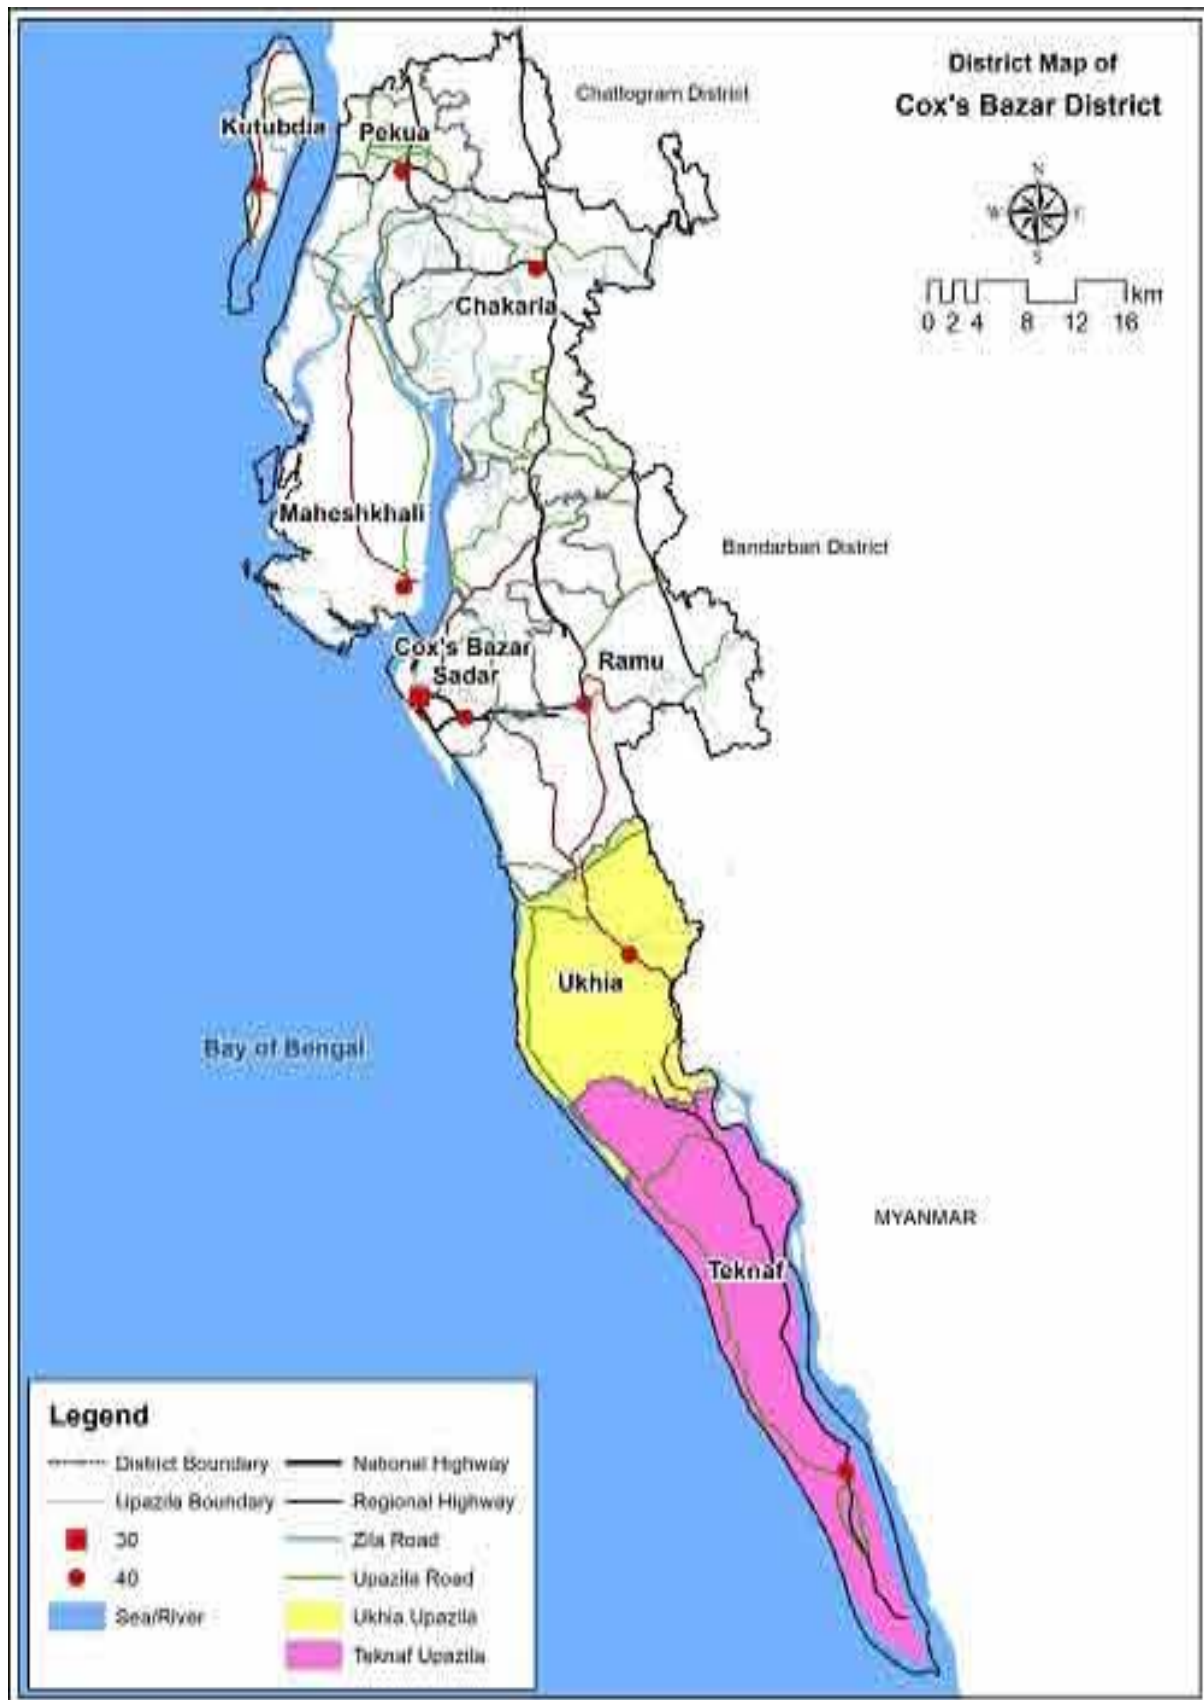 District Map of
Cox's Bazar District
Chattogram District
Kutubdia
Pekua
N
W E
S
km
0 2 4 8 12 16
Chakaria
Maheshkhali
Bandarban District
Cox's Bazar
Sadar
Ramu
Ukhia
Bay of Bengal
MYANMAR
Teknaf
Legend
District Boundary
National Highway
Upazila Boundary
Regional Highway
30
Zila Road
40
Upazila Road
Sea/River
Ukhia Upazila
Teknaf Upazila